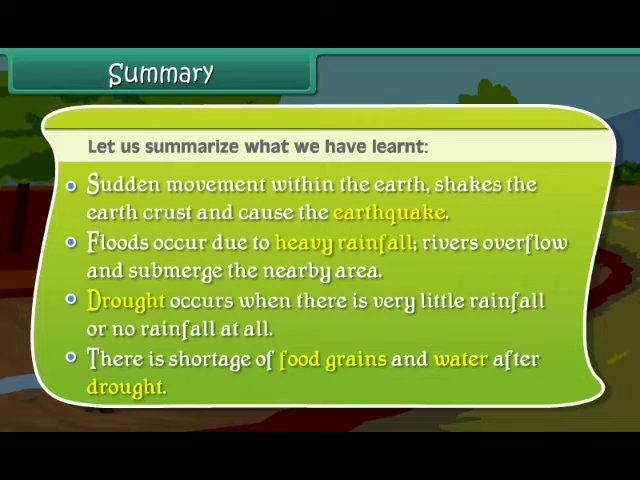 Summary
Let us summarize what we have learnt:
Sudden movement within the earth, shakes the
earth crust and cause the earthquake.
Floods occur due to heavy rainfall; rivers overflow
and submerge the nearby area.
Drought occurs when there is very little rainfall
or no rainfall at all.
There is shortage of food grains and water after
drought.